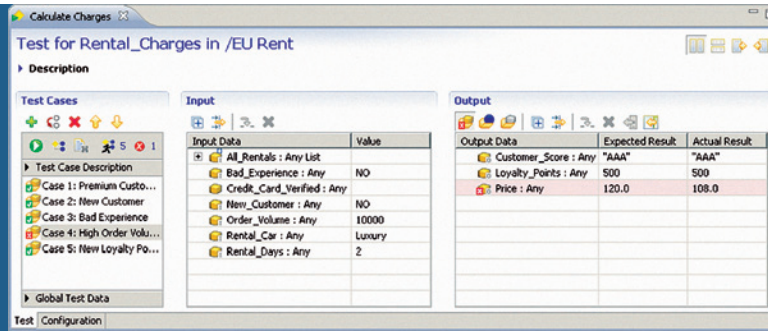 Calculate Charges
Test for Rental_Charges in /EU Rent
Description
Test Cases
5 1
Test Case Description
Case 1: Premium Custo...
Case 2: New Customer
Case 3: Bad Experience
Case 4: High Order Volu...
Case 5: New Loyalty Po...
Global Test Data
Input
Input Data Value
All_Rentals : Any List
Bad_Experience : Any NO
Credit_Card_Verified : Any
New_Customer : Any NO
Order_Volume : Any 10000
Rental_Car : Any Luxury
Rental_Days : Any 2
Output
Output Data Expected Result Actual Result
Customer_Score : Any "AAA" "AAA"
Loyalty_Points : Any 500 500
Price : Any 120.0 108.0
Test Configuration